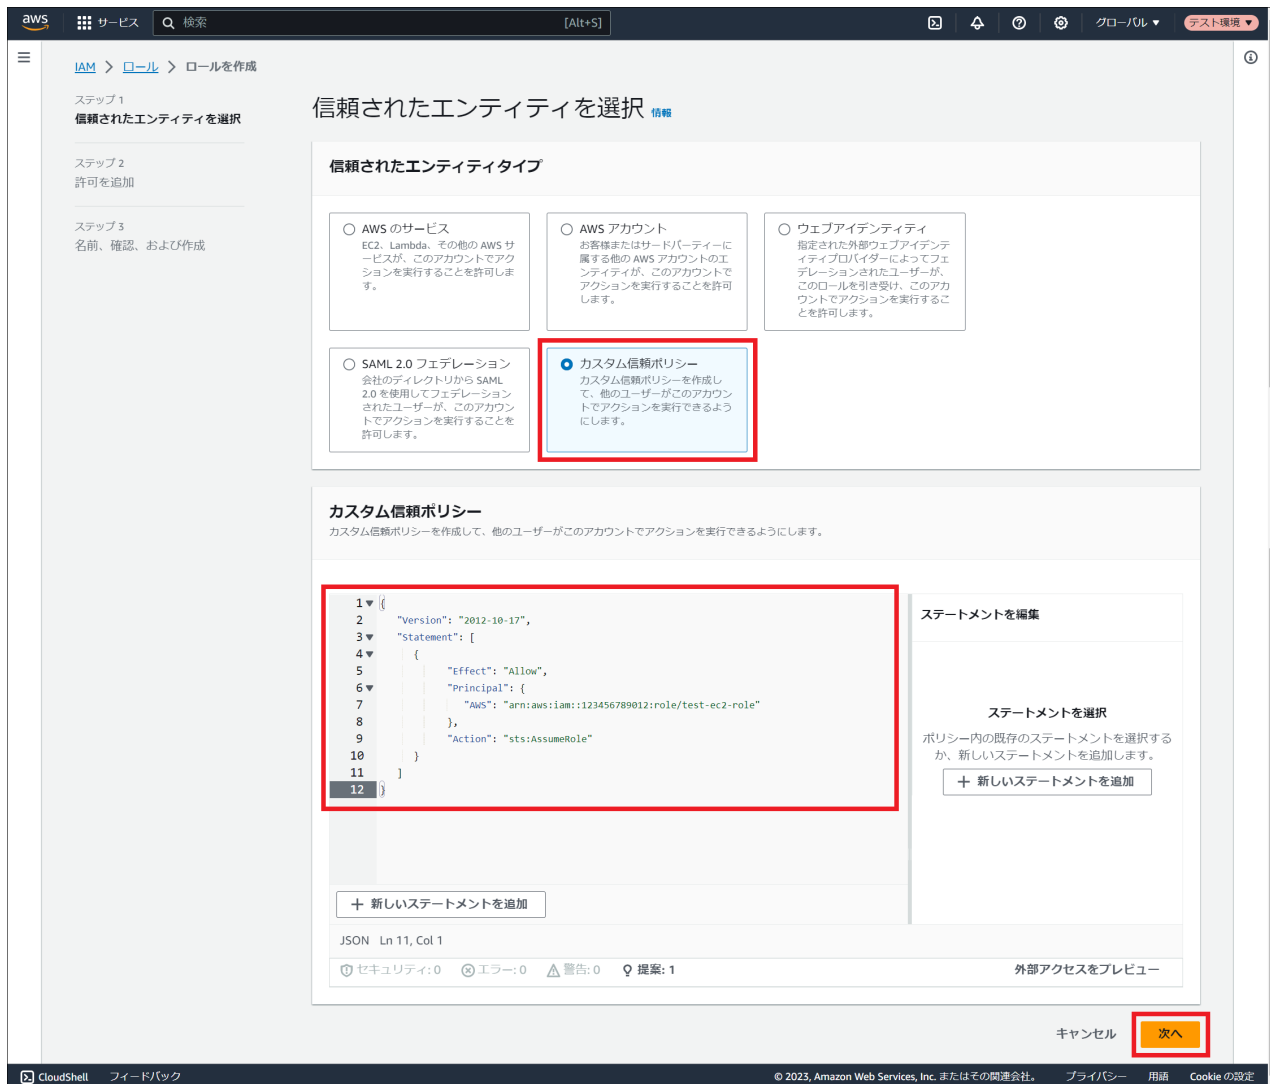 aws
サービス
検索
[Alt+S]
グローバル ▼
テスト環境 ▼
IAM > ロール > ロールを作成
ステップ 1
信頼されたエンティティを選択
ステップ 2
許可を追加
ステップ 3
名前、確認、および作成
信頼されたエンティティを選択 情報
信頼されたエンティティタイプ
AWS のサービス
EC2、Lambda、その他の AWS サ
ービスが、このアカウントでアク
ションを実行することを許可しま
す。
AWS アカウント
お客様またはサードパーティーに
属する他の AWS アカウントのエ
ンティティが、このアカウントで
アクションを実行することを許可
します。
ウェブアイデンティティ
指定された外部ウェブアイデンテ
ィティプロバイダーによってフェ
デレーションされたユーザーが、
このロールを引き受け、このアカ
ウントでアクションを実行するこ
とを許可します。
SAML 2.0 フェデレーション
会社のディレクトリから SAML
2.0 を使用してフェデレーション
されたユーザーが、このアカウン
トでアクションを実行することを
許可します。
カスタム信頼ポリシー
カスタム信頼ポリシーを作成し
て、他のユーザーがこのアカウン
トでアクションを実行できるよう
にします。
カスタム信頼ポリシー
カスタム信頼ポリシーを作成して、他のユーザーがこのアカウントでアクションを実行できるようにします。
1 ▼ {
2 "Version": "2012-10-17",
3 ▼ "Statement": [
4 ▼ {
5 "Effect": "Allow",
6 ▼ "Principal": {
7 "AWS": "arn:aws:iam::123456789012:role/test-ec2-role"
8 },
9 "Action": "sts:AssumeRole"
10 }
11 ]
12 }
+ 新しいステートメントを追加
ステートメントを編集
ステートメントを選択
ポリシー内の既存のステートメントを選択する
か、新しいステートメントを追加します。
+ 新しいステートメントを追加
JSON Ln 11, Col 1
セキュリティ: 0
エラー: 0
警告: 0
提案: 1
外部アクセスをプレビュー
キャンセル
次へ
CloudShell
フィードバック
© 2023, Amazon Web Services, Inc. またはその関連会社。
プライバシー
用語
Cookie の設定